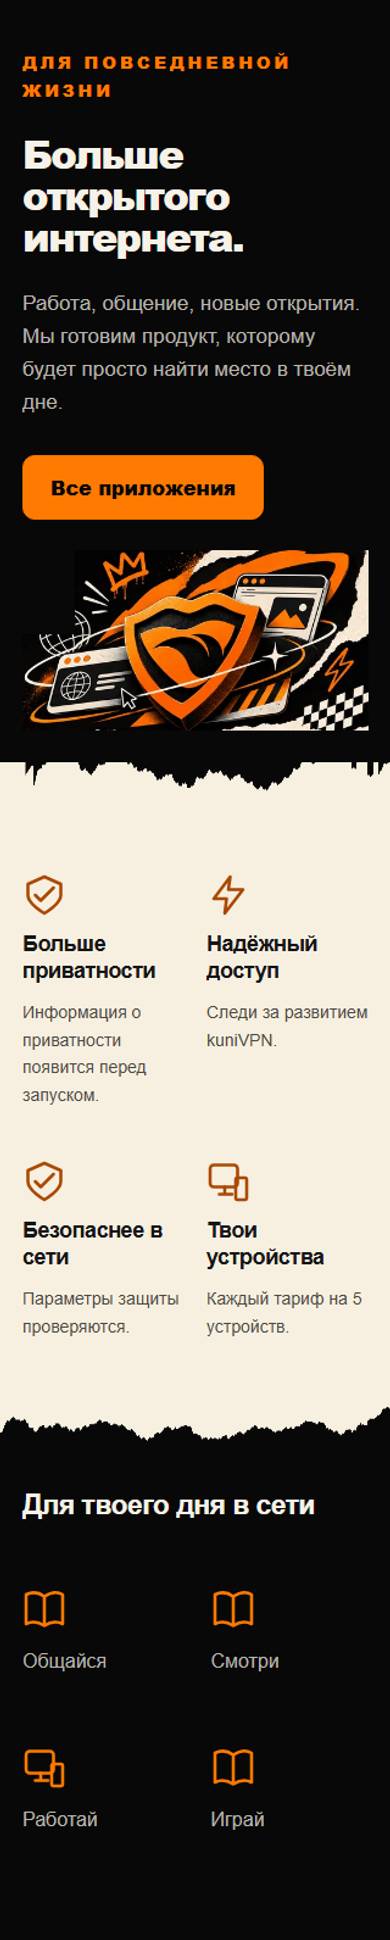 ДЛЯ ПОВСЕДНЕВНОЙ
ЖИЗНИ
Больше
открытого
интернета.
Работа, общение, новые открытия.
Мы готовим продукт, которому
будет просто найти место в твоём
дне.
Все приложения
Больше
приватности
Информация о
приватности
появится перед
запуском.
Надёжный
доступ
Следи за развитием
kuniVPN.
Безопаснее в
сети
Параметры защиты
проверяются.
Твои
устройства
Каждый тариф на 5
устройств.
Для твоего дня в сети
Общайся
Смотри
Работай
Играй